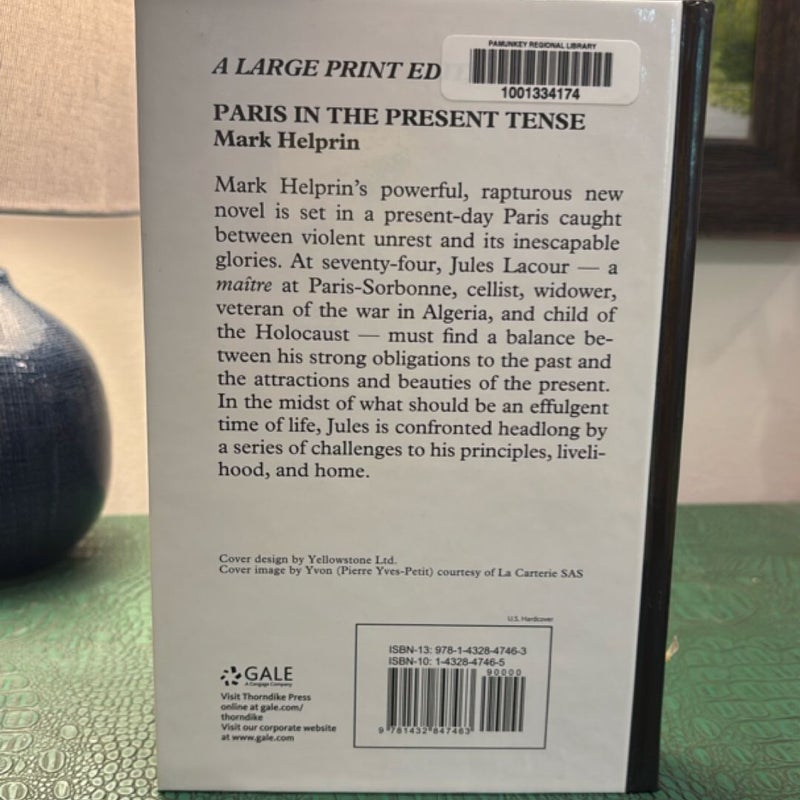 PAMUNKEY REGIONAL LIBRARY
1001334174
A LARGE PRINT
PARIS IN THE PRESENT TENSE
Mark Helprin
Mark Helprin's powerful, rapturous new
novel is set in a present-day Paris caught
between violent unrest and its inescapable
glories. At seventy-four, Jules Lacour — a
maître at Paris-Sorbonne, cellist, widower,
veteran of the war in Algeria, and child of
the Holocaust — must find a balance be-
tween his strong obligations to the past and
the attractions and beauties of the present.
In the midst of what should be an effulgent
time of life, Jules is confronted headlong by
a series of challenges to his principles, liveli-
hood, and home.
Cover design by Yellowstone Ltd.
Cover image by Yvon (Pierre Yves-Petit) courtesy of La Carterie SAS
U.S. Hardcover
ISBN-13: 978-1-4328-4746-3
ISBN-10: 1-4328-4746-5
90000
9 781432 847463
GALE
A Cengage Company
Visit Thorndike Press
online at gale.com/
thorndike
Visit our corporate website
at www.gale.com